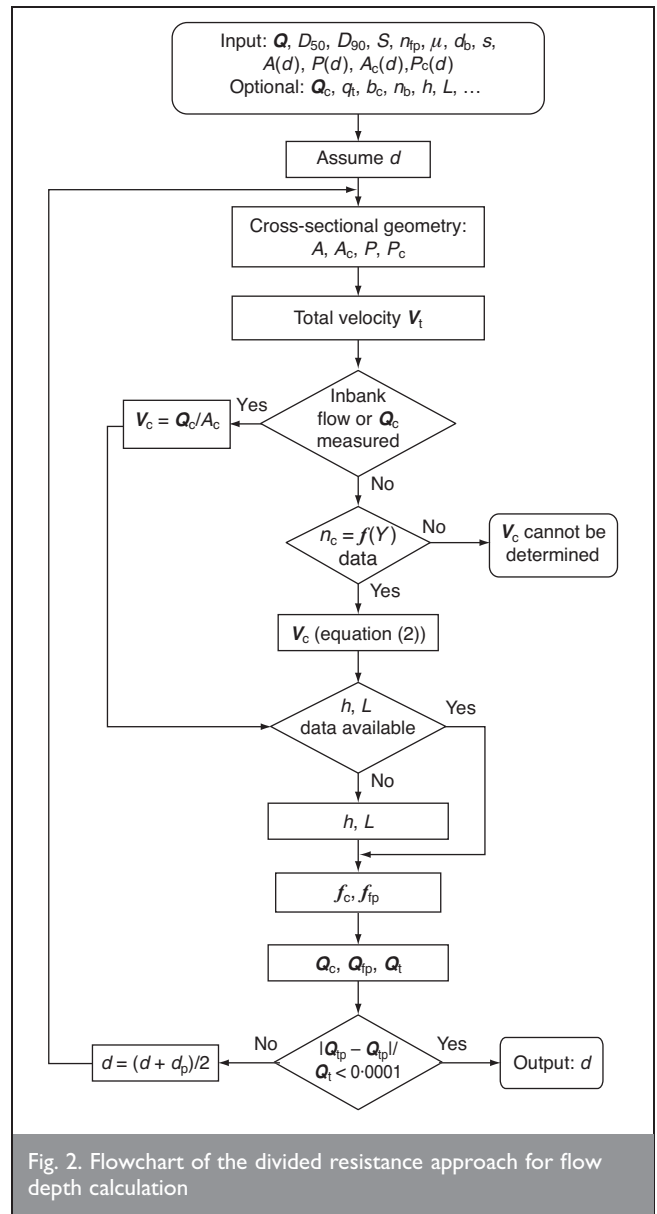 Input: Q, D50, D90, S, nfp, μ, db, s,
A(d), P(d), Ac(d),Pc(d)
Optional: Qc, qt, bc, nb, h, L, …
Assume d
Cross-sectional geometry:
A, Ac, P, Pc
Total velocity Vt
Inbank
flow or Qc
measured
Yes
Vc = Qc/Ac
No
nc = f(Y)
data
No
Vc cannot be
determined
Yes
Vc (equation (2))
h, L
data available
Yes
No
h, L
fc, ffp
Qc, Qfp, Qt
|Qtp – Qtp|/
Qt < 0·0001
No
d = (d + dp)/2
Yes
Output: d
Fig. 2. Flowchart of the divided resistance approach for flow
depth calculation